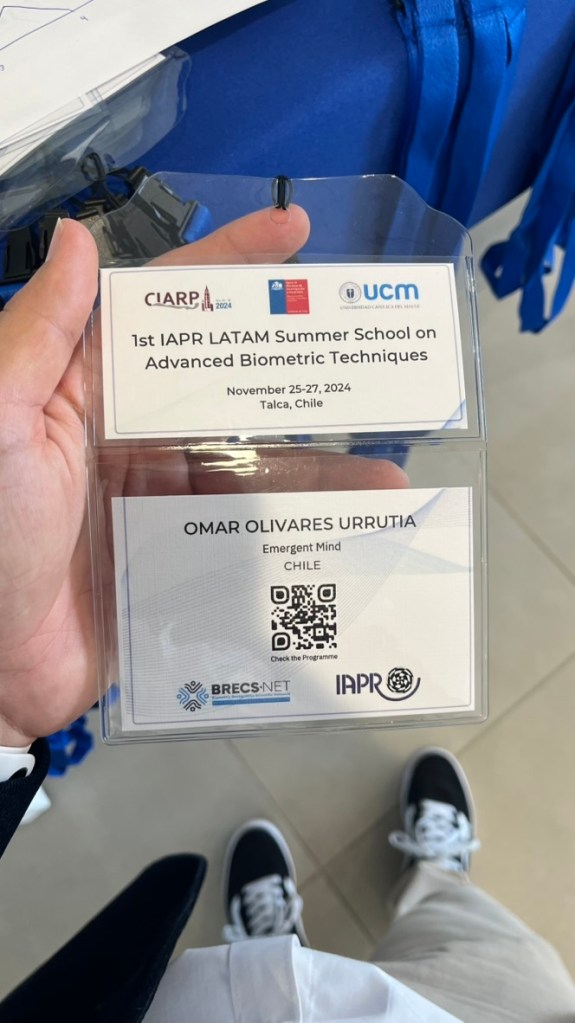 CIARP 2024
UCM
1st IAPR LATAM Summer School on
Advanced Biometric Techniques
November 25-27, 2024
Talca, Chile
OMAR OLIVARES URRUTIA
Emergent Mind
CHILE
Check the Programme
BRECS-NET
IAPR